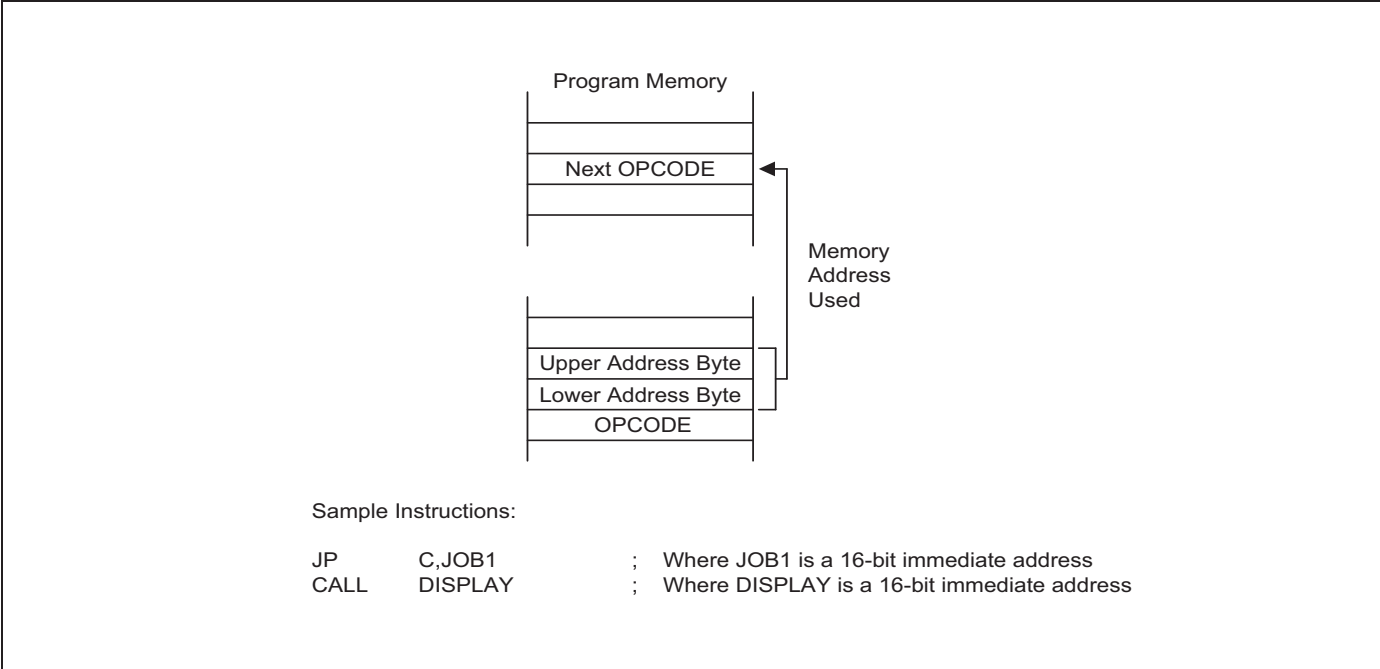 Program Memory
Next OPCODE
Memory
Address
Used
Upper Address Byte
Lower Address Byte
OPCODE
Sample Instructions:
JP C,JOB1 ; Where JOB1 is a 16-bit immediate address
CALL DISPLAY ; Where DISPLAY is a 16-bit immediate address